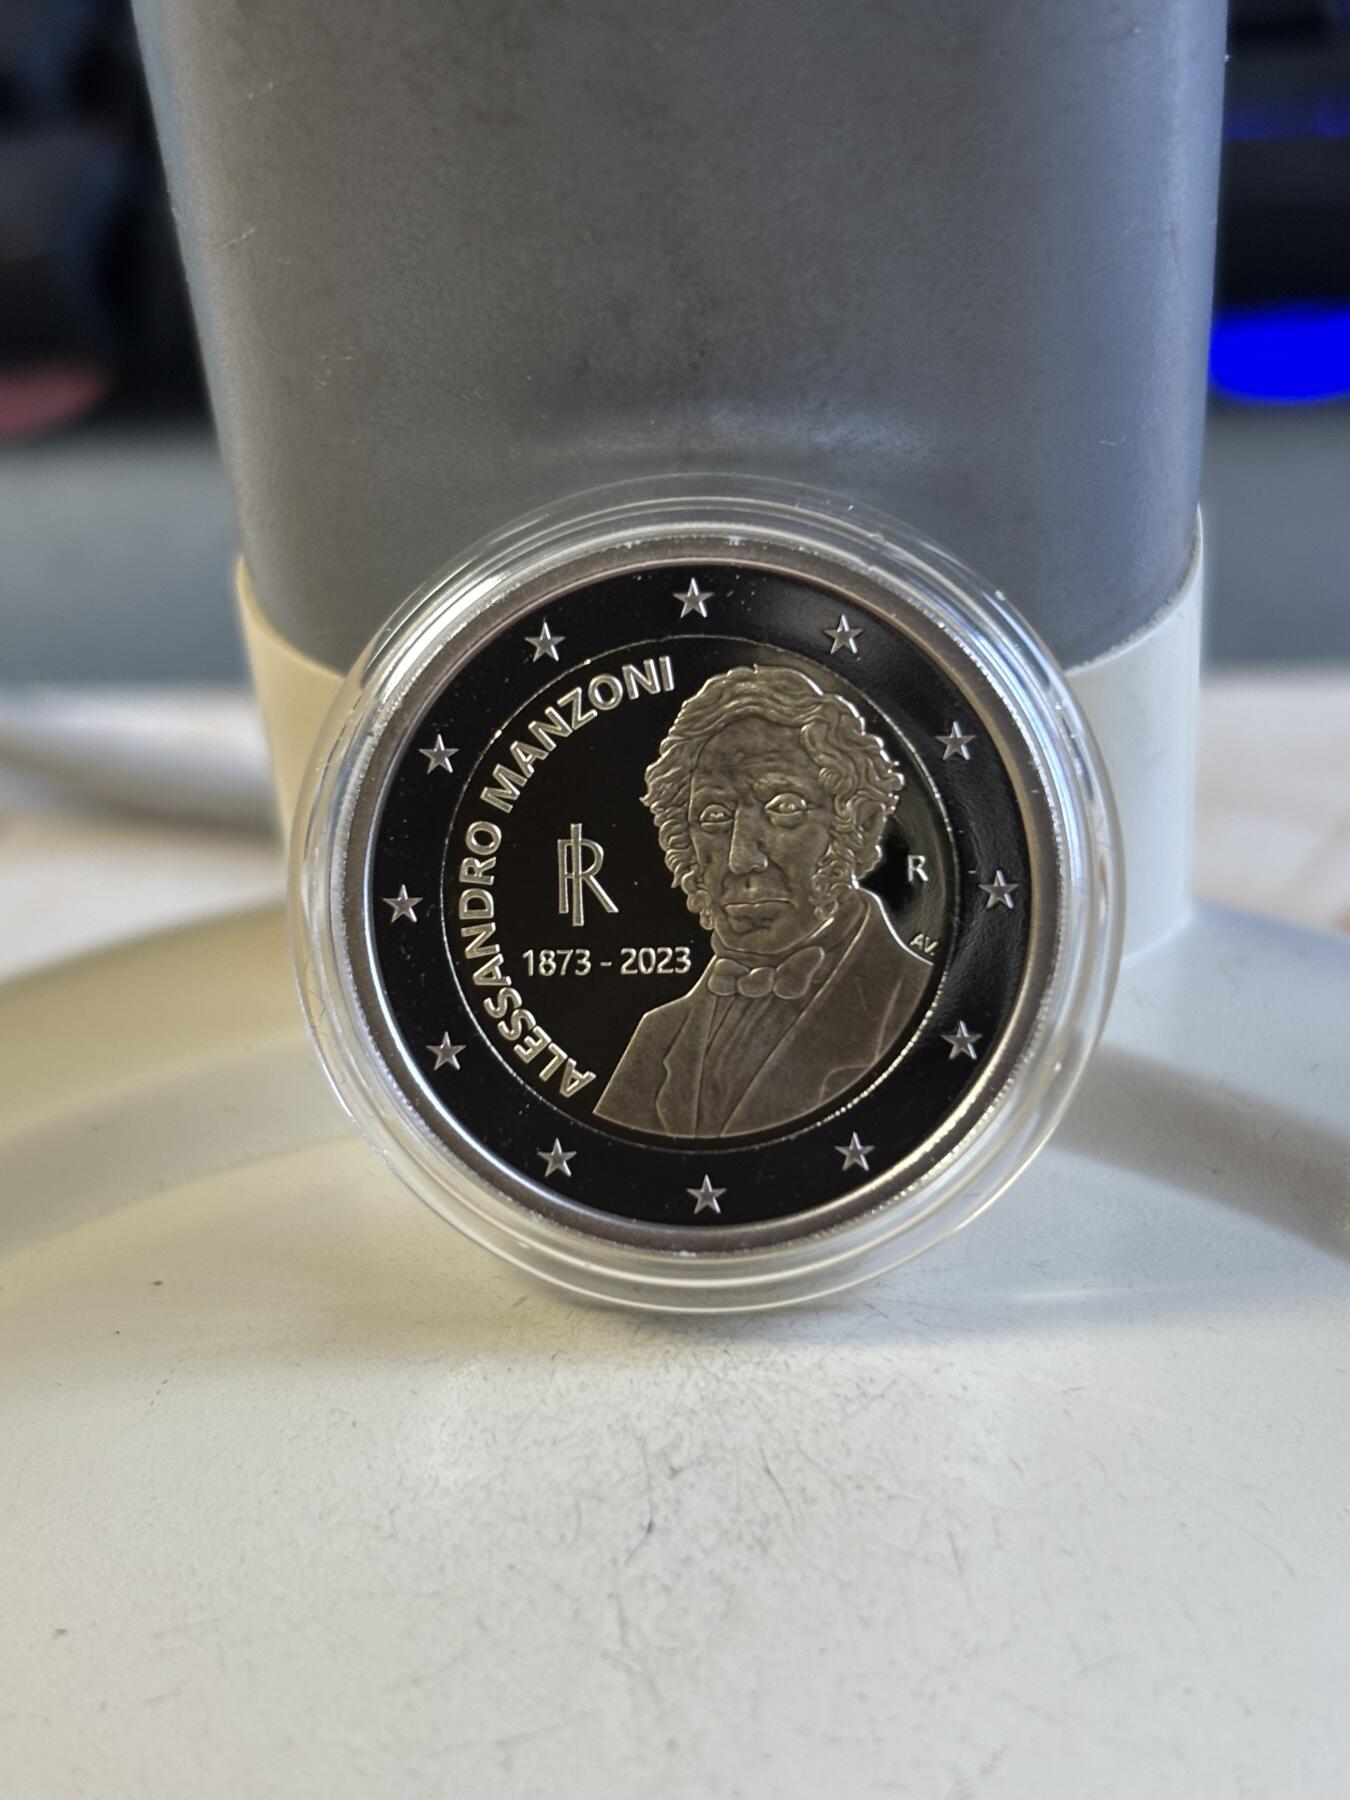 ALESSANDRO MANZONI
RI
1873 - 2023
R
AV.